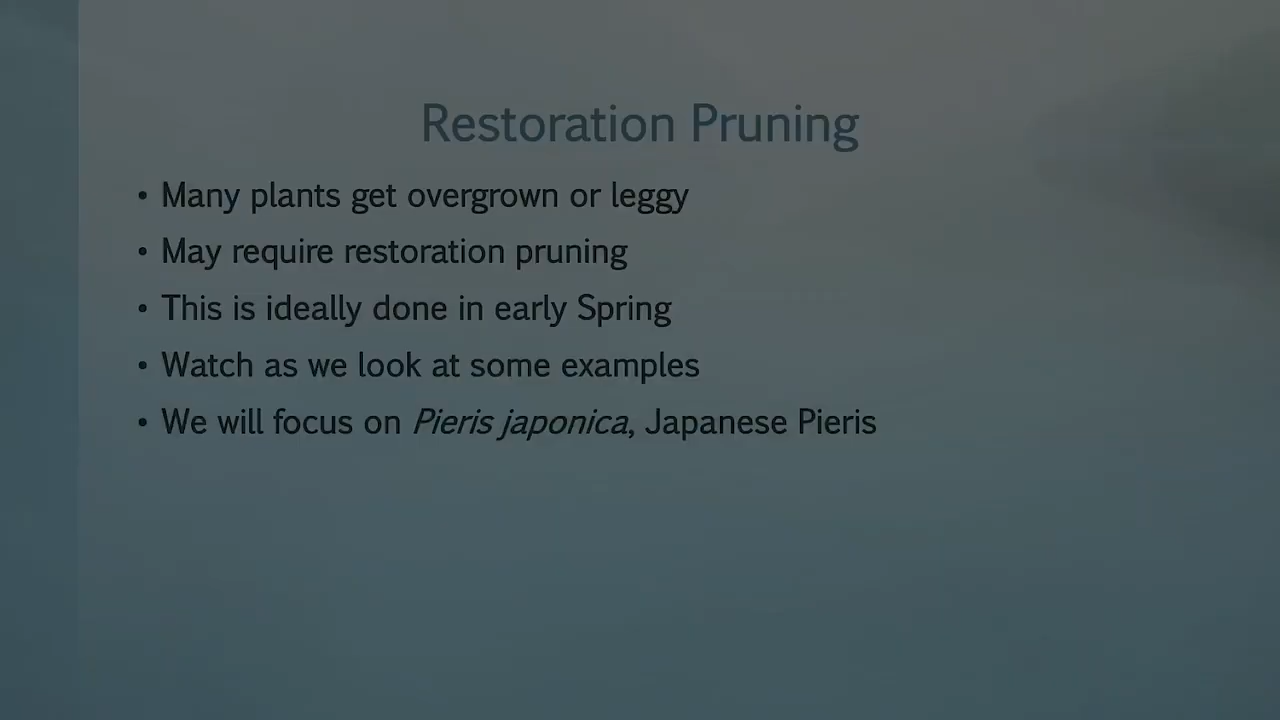 Restoration Pruning
• Many plants get overgrown or leggy
• May require restoration pruning
• This is ideally done in early Spring
• Watch as we look at some examples
• We will focus on Pieris japonica, Japanese Pieris